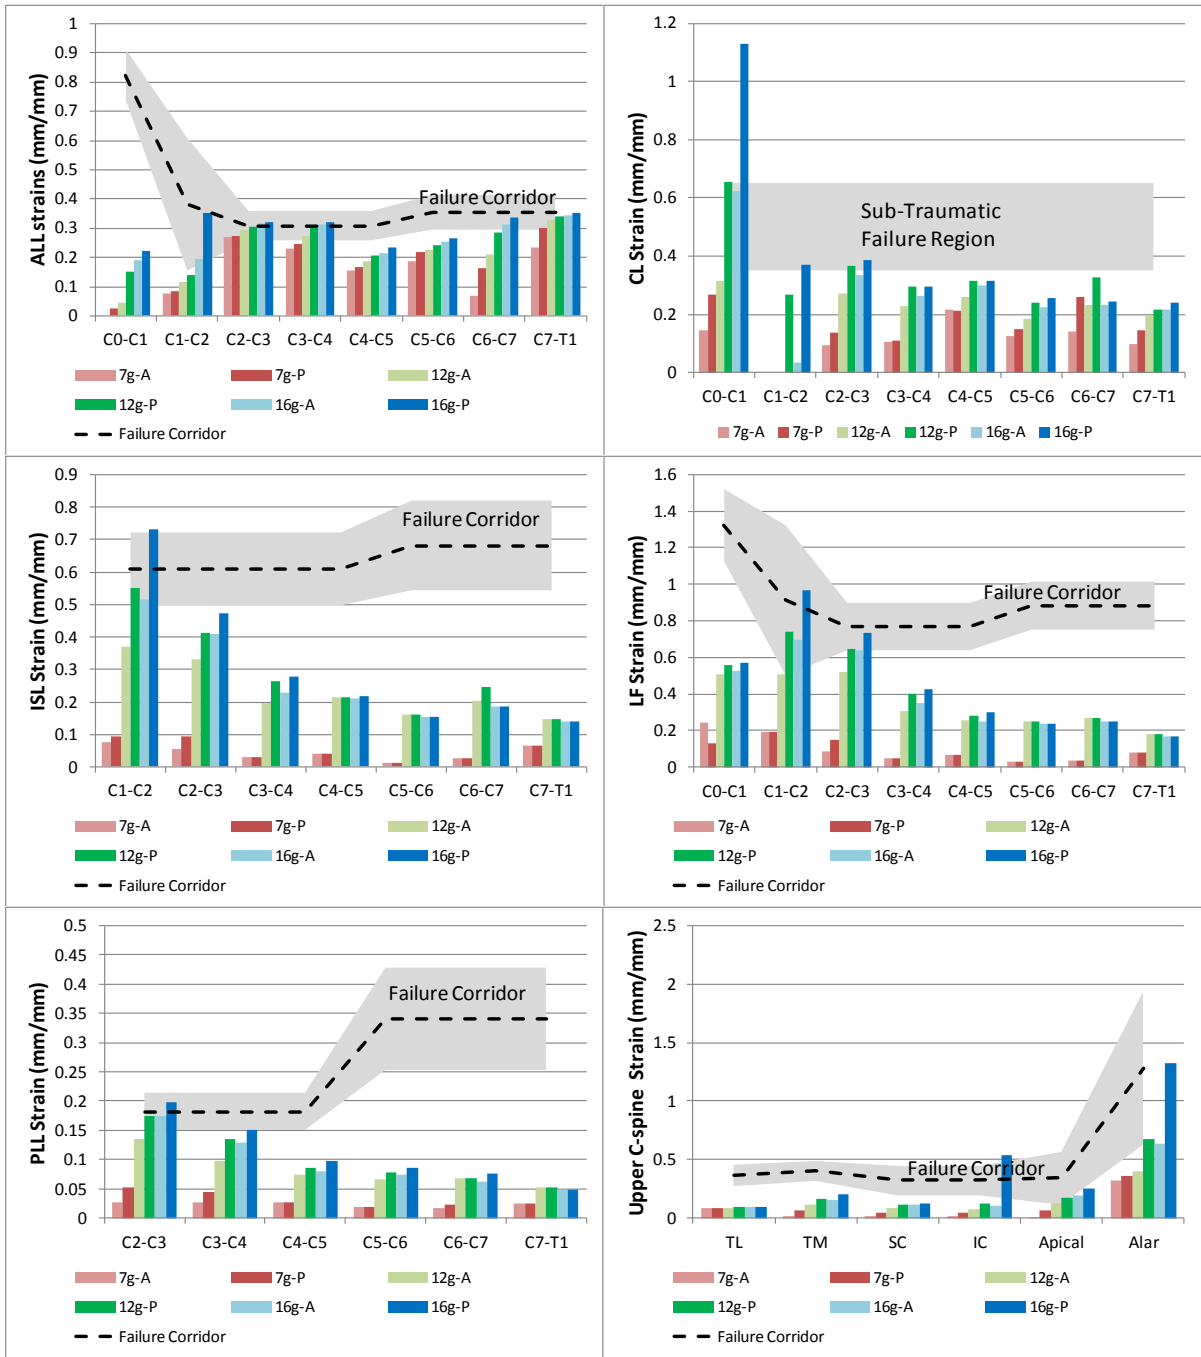 ALL strains (mm/mm)
1
0.9
0.8
0.7
0.6
0.5
0.4
0.3
0.2
0.1
0
Failure Corridor
C0-C1 C1-C2 C2-C3 C3-C4 C4-C5 C5-C6 C6-C7 C7-T1
7g-A 7g-P 12g-A
12g-P 16g-A 16g-P
Failure Corridor
CL Strain (mm/mm)
1.2
1
0.8
0.6
0.4
0.2
0
Sub-Traumatic
Failure Region
C0-C1 C1-C2 C2-C3 C3-C4 C4-C5 C5-C6 C6-C7 C7-T1
7g-A 7g-P 12g-A 12g-P 16g-A 16g-P
ISL Strain (mm/mm)
0.9
0.8
0.7
0.6
0.5
0.4
0.3
0.2
0.1
0
Failure Corridor
C1-C2 C2-C3 C3-C4 C4-C5 C5-C6 C6-C7 C7-T1
7g-A 7g-P 12g-A
12g-P 16g-A 16g-P
Failure Corridor
LF Strain (mm/mm)
1.6
1.4
1.2
1
0.8
0.6
0.4
0.2
0
Failure Corridor
C0-C1 C1-C2 C2-C3 C3-C4 C4-C5 C5-C6 C6-C7 C7-T1
7g-A 7g-P 12g-A
12g-P 16g-A 16g-P
Failure Corridor
PLL Strain (mm/mm)
0.5
0.45
0.4
0.35
0.3
0.25
0.2
0.15
0.1
0.05
0
Failure Corridor
C2-C3 C3-C4 C4-C5 C5-C6 C6-C7 C7-T1
7g-A 7g-P 12g-A
12g-P 16g-A 16g-P
Failure Corridor
Upper C-spine Strain (mm/mm)
2.5
2
1.5
1
0.5
0
Failure Corridor
TL TM SC IC Apical Alar
7g-A 7g-P 12g-A
12g-P 16g-A 16g-P
Failure Corridor